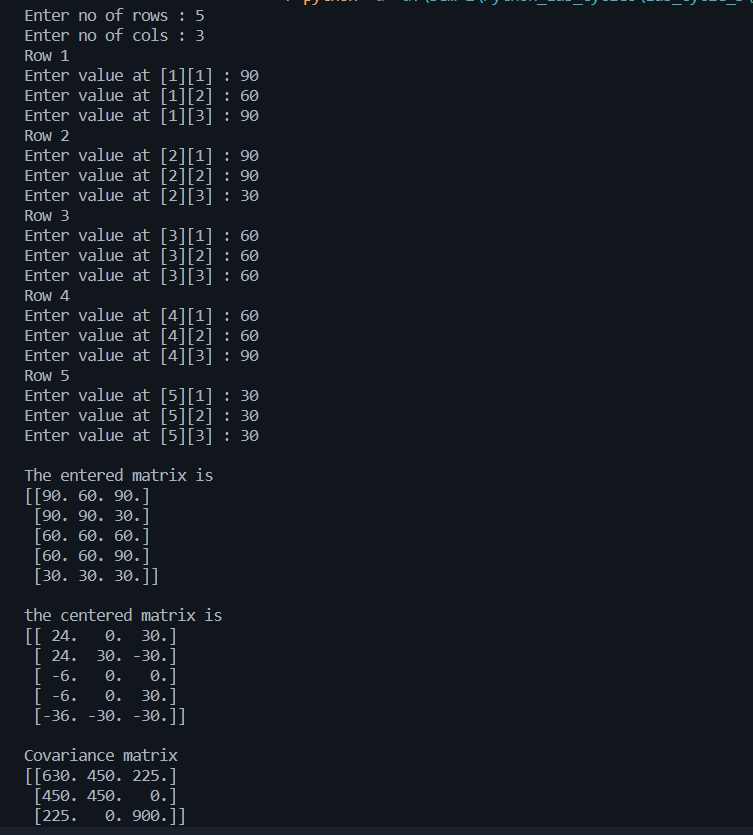 python
Enter no of rows : 5
Enter no of cols : 3
Row 1
Enter value at [1][1] : 90
Enter value at [1][2] : 60
Enter value at [1][3] : 90
Row 2
Enter value at [2][1] : 90
Enter value at [2][2] : 90
Enter value at [2][3] : 30
Row 3
Enter value at [3][1] : 60
Enter value at [3][2] : 60
Enter value at [3][3] : 60
Row 4
Enter value at [4][1] : 60
Enter value at [4][2] : 60
Enter value at [4][3] : 90
Row 5
Enter value at [5][1] : 30
Enter value at [5][2] : 30
Enter value at [5][3] : 30
The entered matrix is
[[90. 60. 90.]
 [90. 90. 30.]
 [60. 60. 60.]
 [60. 60. 90.]
 [30. 30. 30.]]
the centered matrix is
[[ 24.   0.  30.]
 [ 24.  30. -30.]
 [ -6.   0.   0.]
 [ -6.   0.  30.]
 [-36. -30. -30.]]
Covariance matrix
[[630. 450. 225.]
 [450. 450.   0.]
 [225.   0. 900.]]